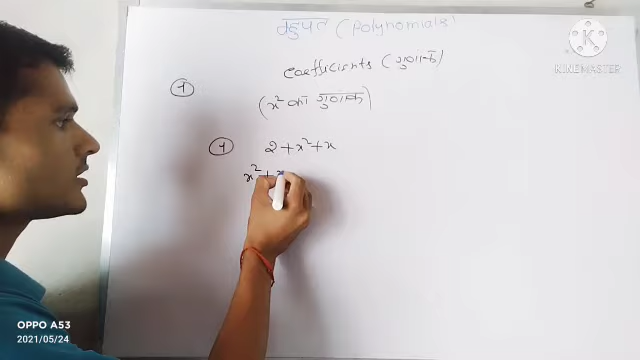 बहुपद (Polynomials)
Coefficients (गुणांक)
1 (x² का गुणांक)
1 2+x²+x
x²+x
KINEMASTER
OPPO A53
2021/05/24